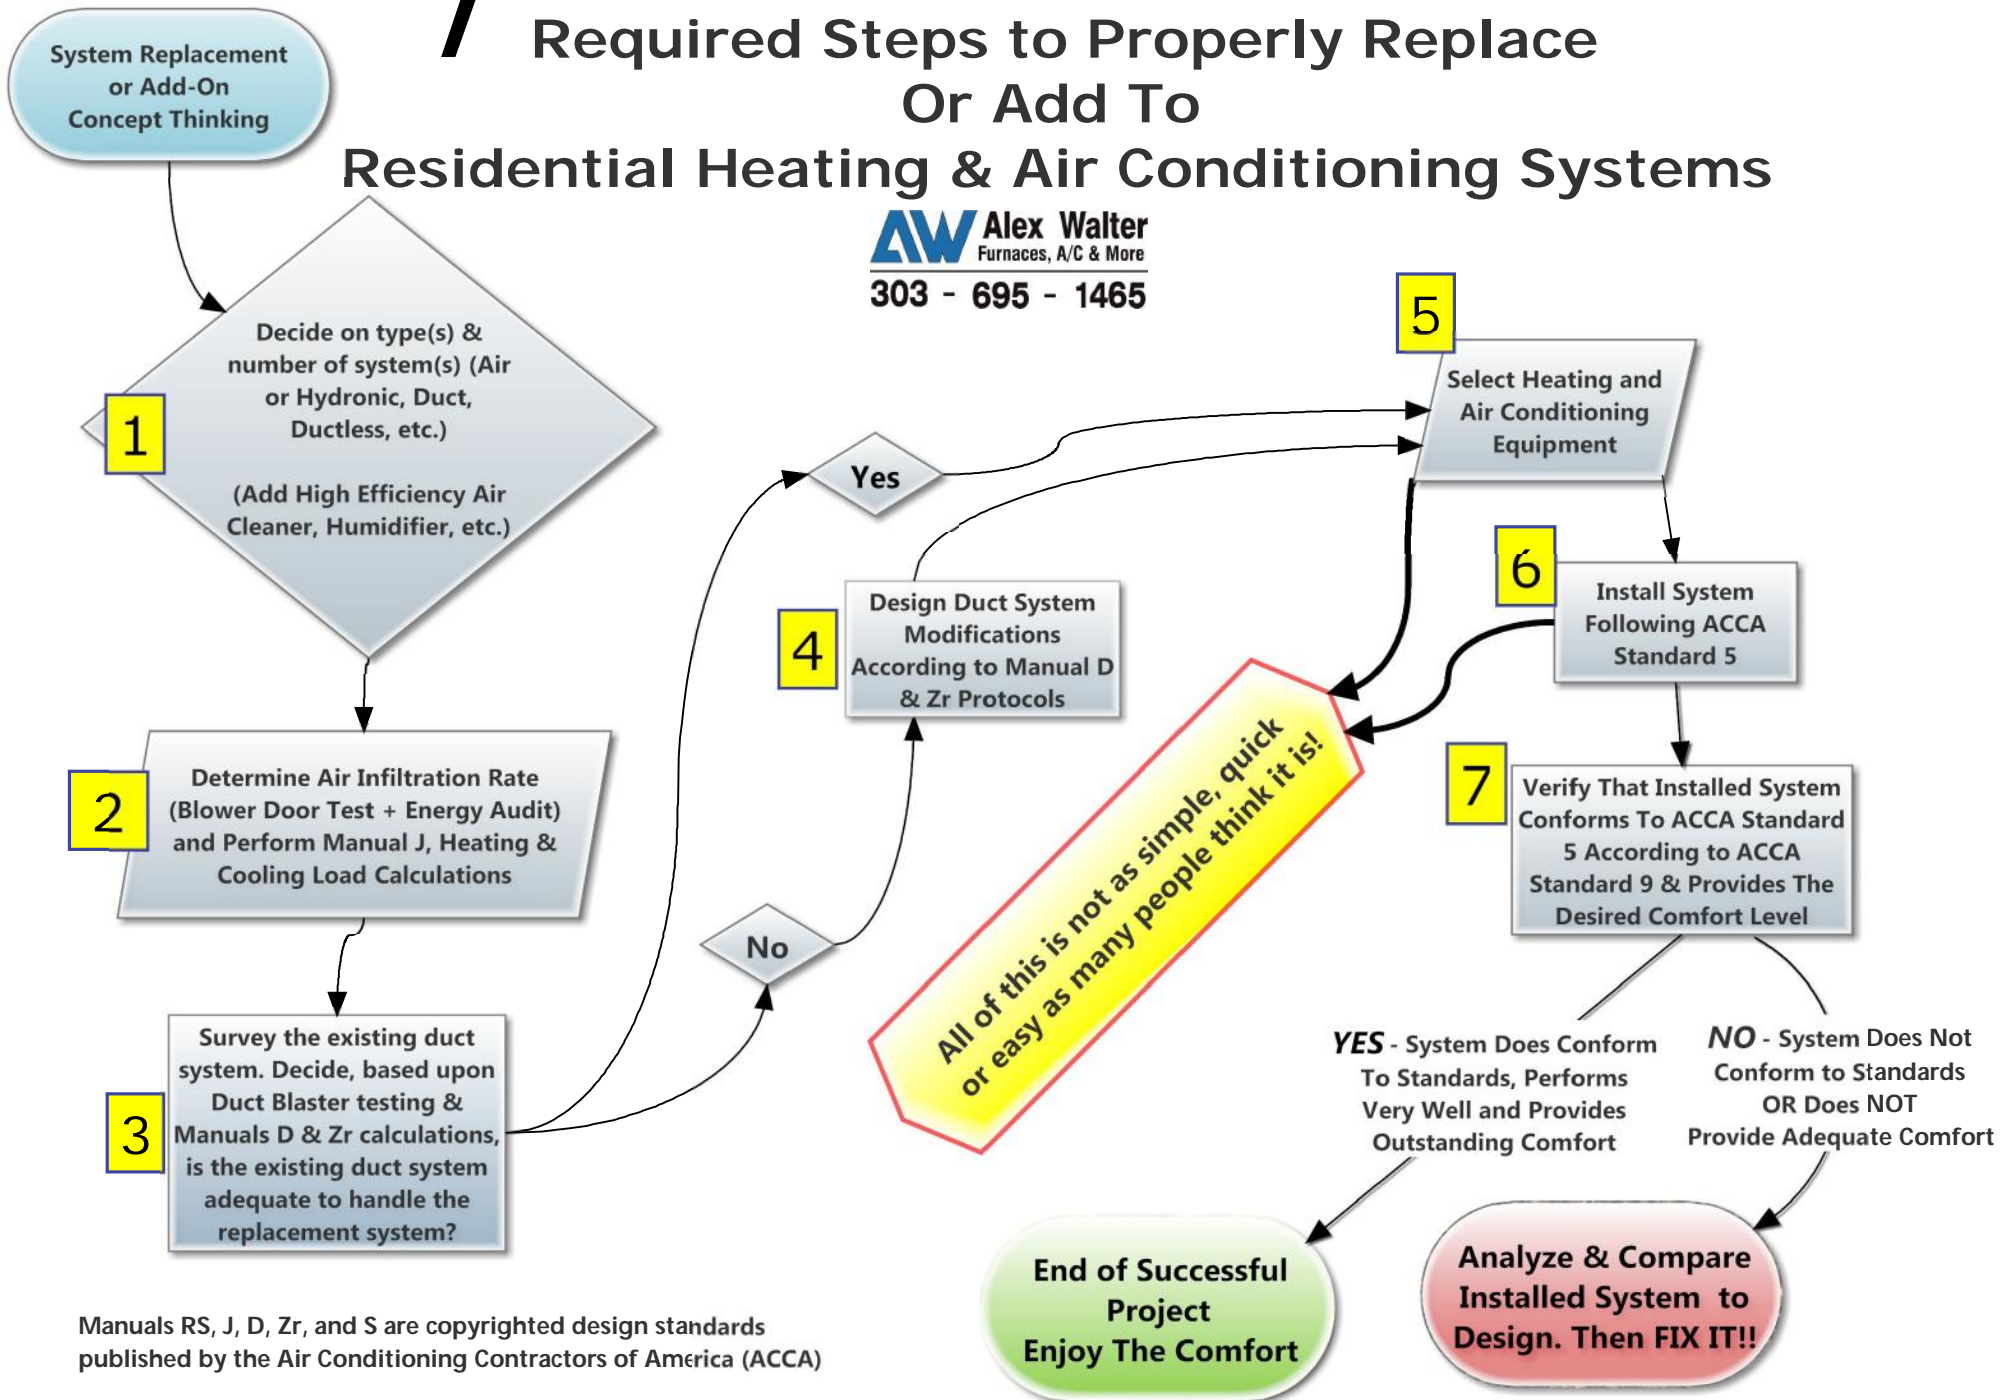 7
Required Steps to Properly Replace
Or Add To
Residential Heating & Air Conditioning Systems
AW Alex Walter
Furnaces, A/C & More
303 - 695 - 1465
System Replacement
or Add-On
Concept Thinking
1
Decide on type(s) &
number of system(s) (Air
or Hydronic, Duct,
Ductless, etc.)
(Add High Efficiency Air
Cleaner, Humidifier, etc.)
2
Determine Air Infiltration Rate
(Blower Door Test + Energy Audit)
and Perform Manual J, Heating &
Cooling Load Calculations
3
Survey the existing duct
system. Decide, based upon
Duct Blaster testing &
Manuals D & Zr calculations,
is the existing duct system
adequate to handle the
replacement system?
Yes
No
4
Design Duct System
Modifications
According to Manual D
& Zr Protocols
5
Select Heating and
Air Conditioning
Equipment
6
Install System
Following ACCA
Standard 5
All of this is not as simple, quick
or easy as many people think it is!
7
Verify That Installed System
Conforms To ACCA Standard
5 According to ACCA
Standard 9 & Provides The
Desired Comfort Level
YES - System Does Conform
To Standards, Performs
Very Well and Provides
Outstanding Comfort
NO - System Does Not
Conform to Standards
OR Does NOT
Provide Adequate Comfort
End of Successful
Project
Enjoy The Comfort
Analyze & Compare
Installed System to
Design. Then FIX IT!!
Manuals RS, J, D, Zr, and S are copyrighted design standards
published by the Air Conditioning Contractors of America (ACCA)